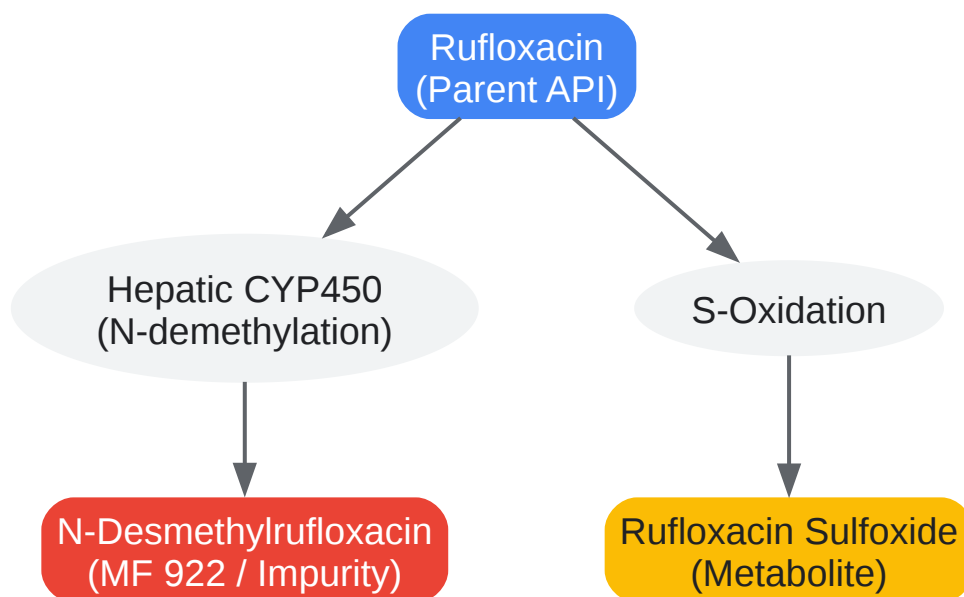 Rufloxacin
(Parent API)
Hepatic CYP450
(N-demethylation)
S-Oxidation
N-Desmethylrufloxacin
(MF 922 / Impurity)
Rufloxacin Sulfoxide
(Metabolite)